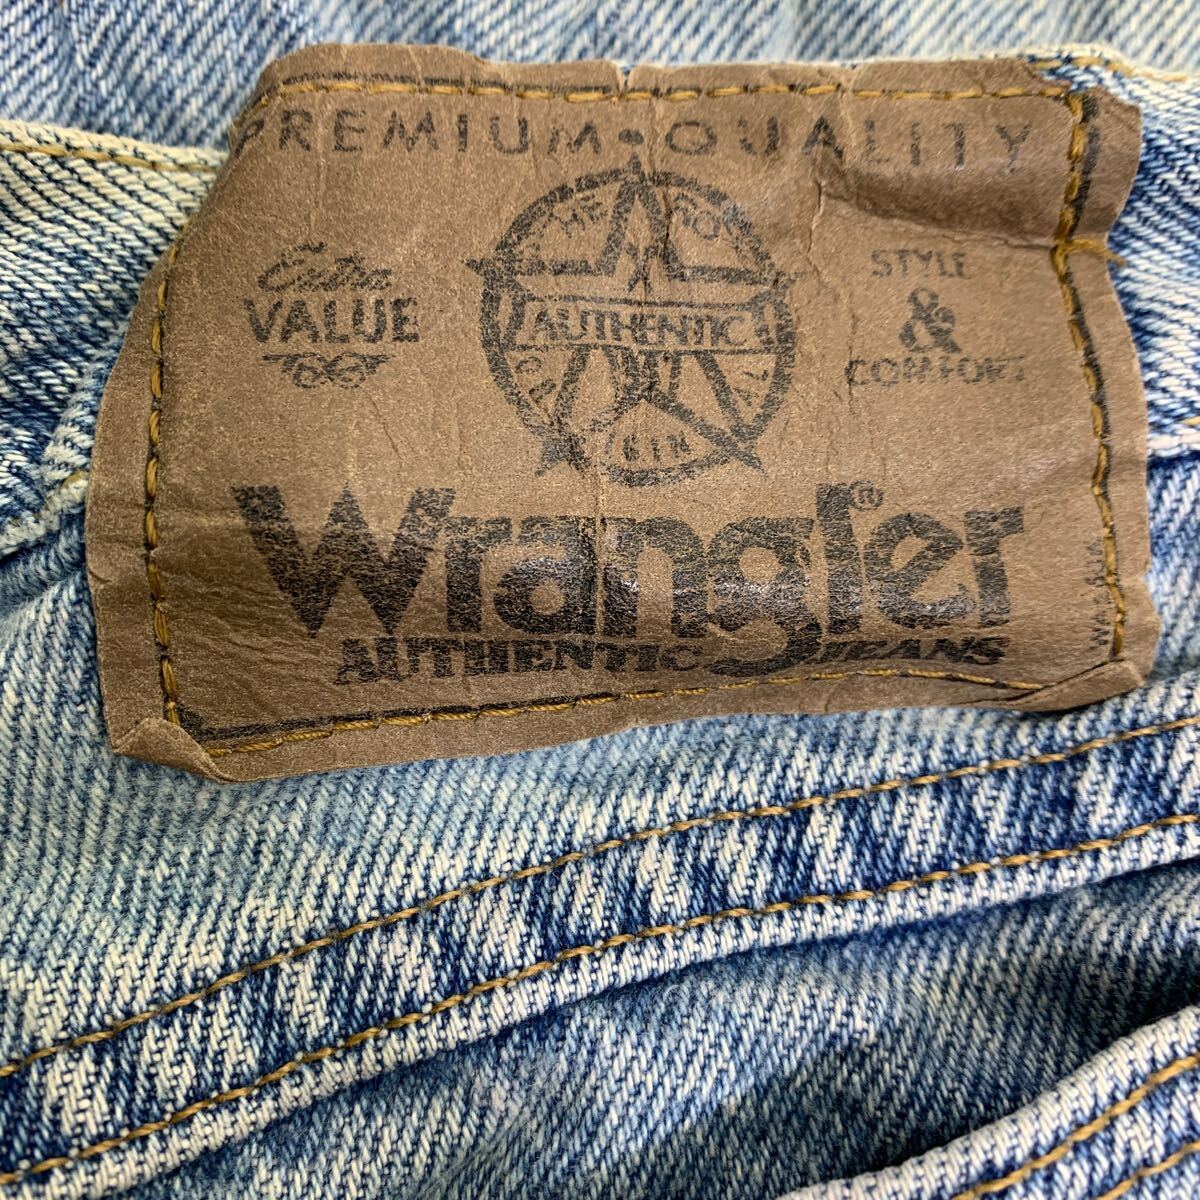 PREMIUM•QUALITY
Extra
VALUE
AUTHENTIC
STYLE
&
COMFORT
Wrangler®
AUTHENTIC JEANS